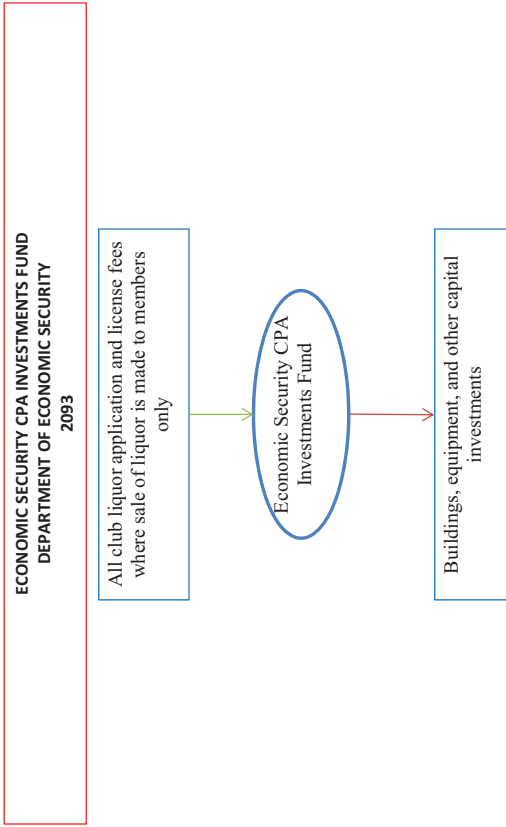 ECONOMIC SECURITY CPA INVESTMENTS FUND
DEPARTMENT OF ECONOMIC SECURITY
2093
All club liquor application and license fees
where sale of liquor is made to members
only
Economic Security CPA
Investments Fund
Buildings, equipment, and other capital
investments